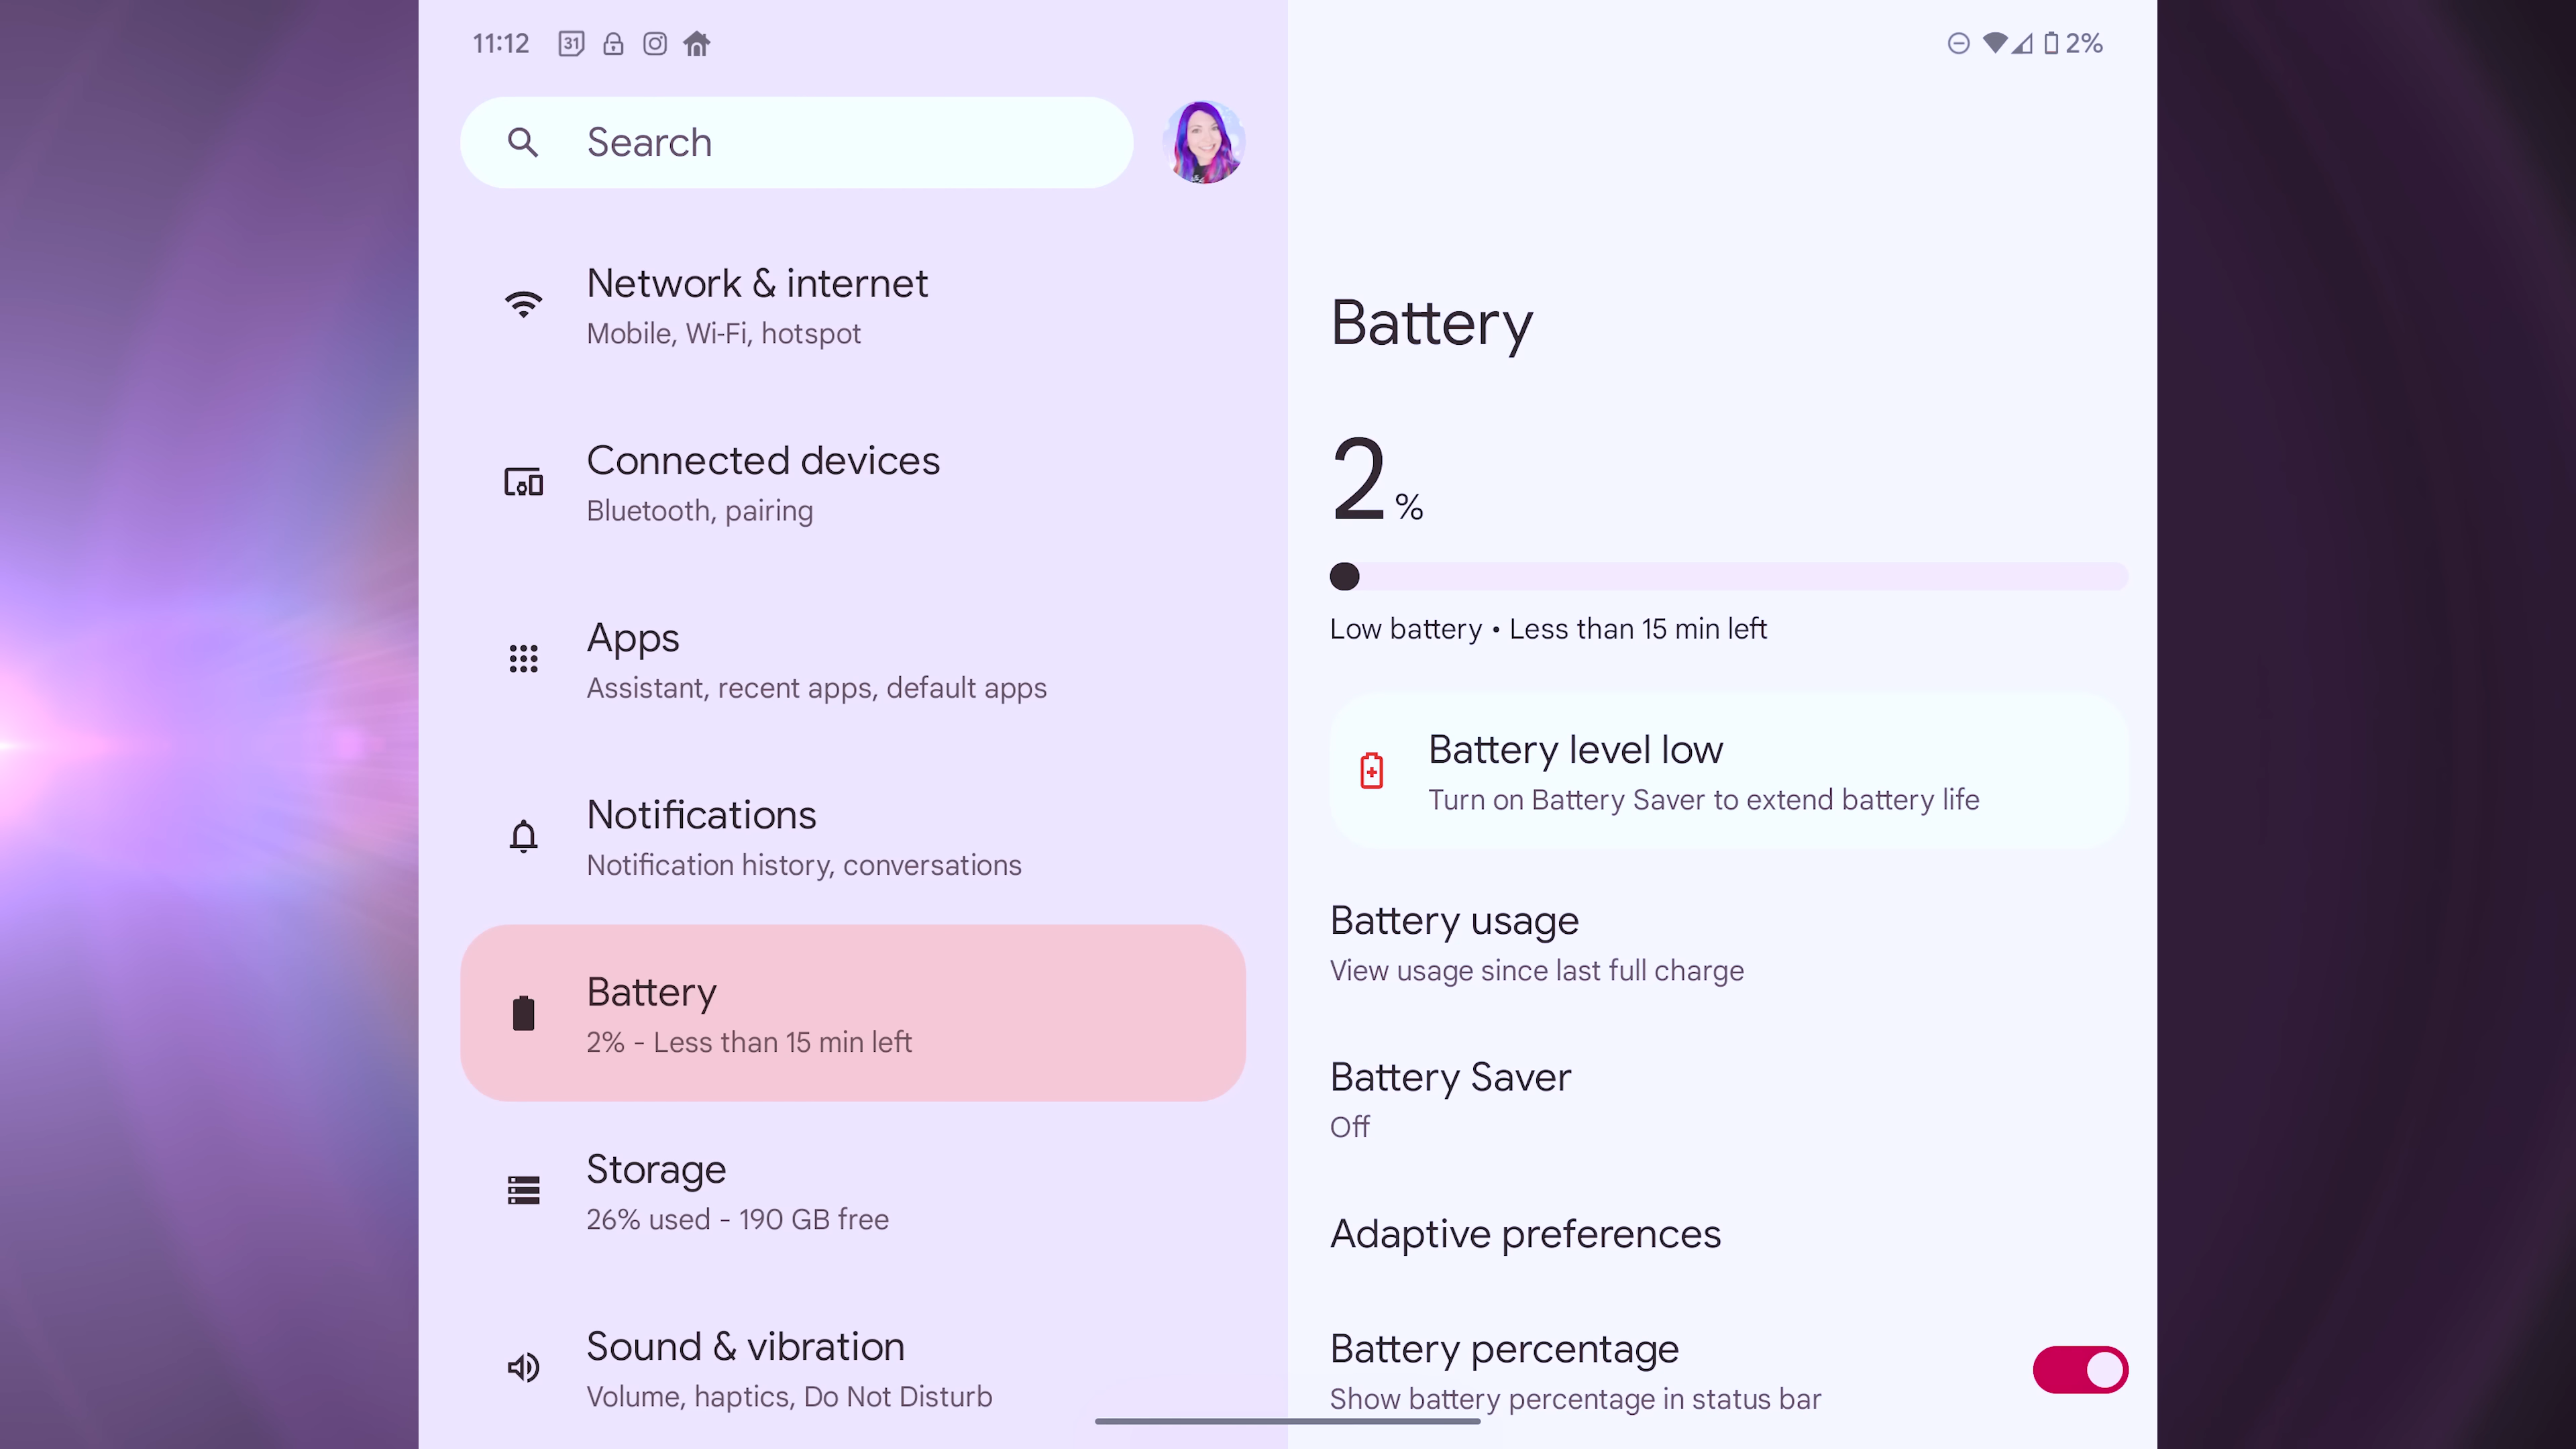 11:12
31
2%
Search
Network & internet
Mobile, Wi-Fi, hotspot
Connected devices
Bluetooth, pairing
Apps
Assistant, recent apps, default apps
Notifications
Notification history, conversations
Battery
2% - Less than 15 min left
Storage
26% used - 190 GB free
Sound & vibration
Volume, haptics, Do Not Disturb
Battery
2 %
Low battery • Less than 15 min left
Battery level low
Turn on Battery Saver to extend battery life
Battery usage
View usage since last full charge
Battery Saver
Off
Adaptive preferences
Battery percentage
Show battery percentage in status bar